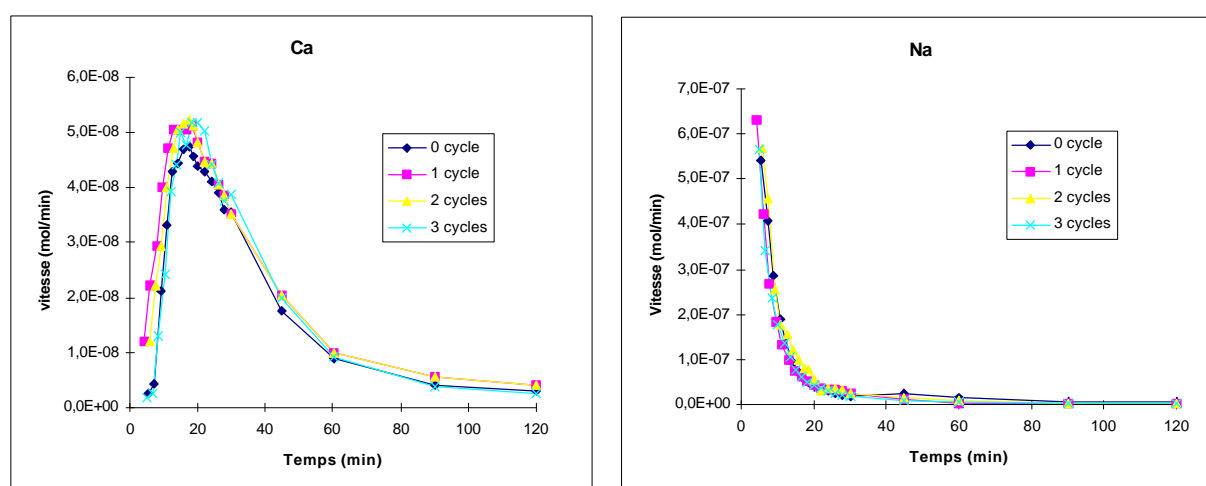 Ca
6,0E-08
5,0E-08
4,0E-08
3,0E-08
2,0E-08
1,0E-08
0,0E+00
0 20 40 60 80 100 120
vitesse (mol/min)
Temps (min)
0 cycle
1 cycle
2 cycles
3 cycles
Na
7,0E-07
6,0E-07
5,0E-07
4,0E-07
3,0E-07
2,0E-07
1,0E-07
0,0E+00
0 20 40 60 80 100 120
Vitesse (mol/min)
Temps (min)
0 cycle
1 cycle
2 cycles
3 cycles